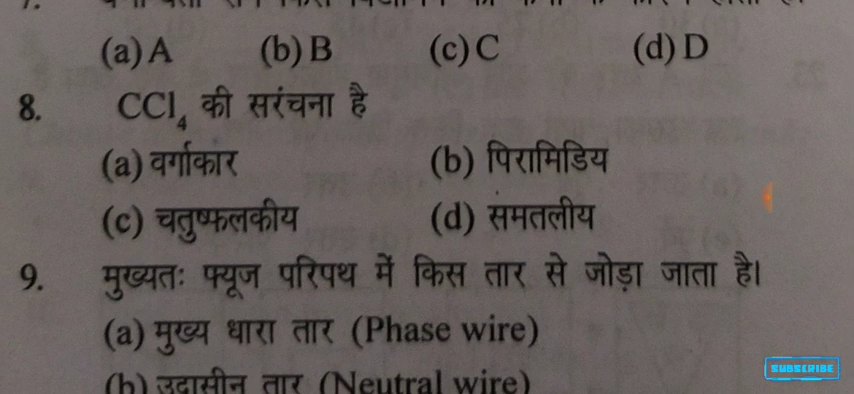 (a) A (b) B (c) C (d) D
8. CCl₄ की सरंचना है
(a) वर्गाकार (b) पिरामिडिय
(c) चतुष्फलकीय (d) समतलीय
9. मुख्यतः फ्यूज परिपथ में किस तार से जोड़ा जाता है।
(a) मुख्य धारा तार (Phase wire)
(b) उदासीन तार (Neutral wire)
SUBSCRIBE